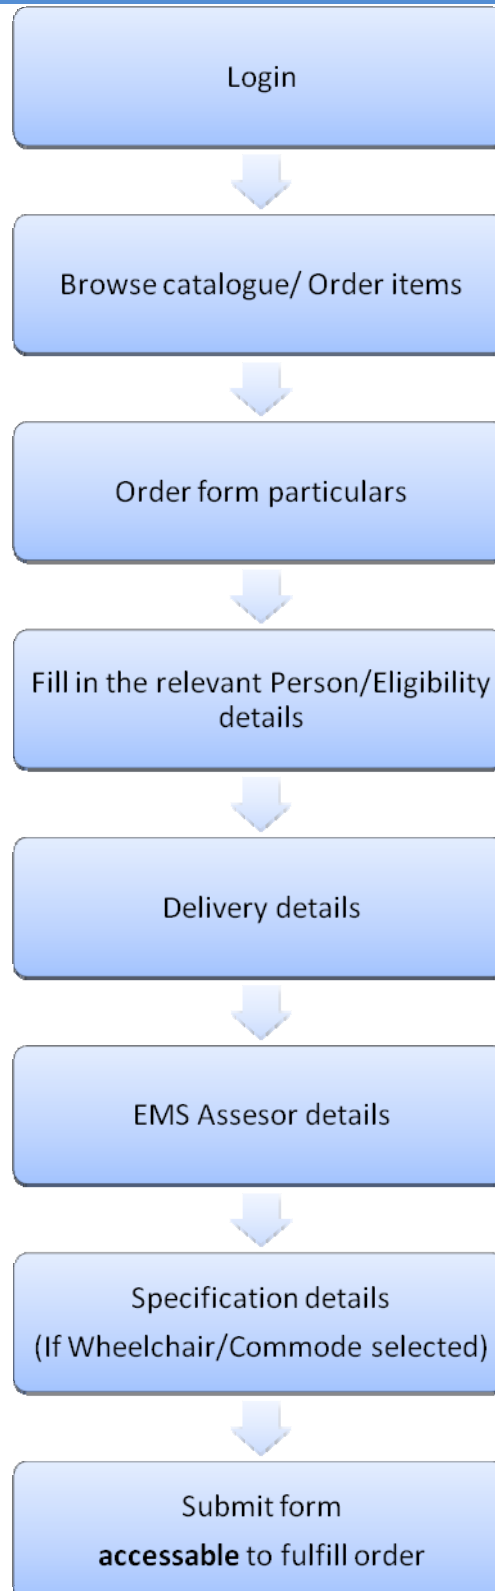 Login
Browse catalogue/ Order items
Order form particulars
Fill in the relevant Person/Eligibility
details
Delivery details
EMS Assesor details
Specification details
(If Wheelchair/Commode selected)
Submit form
accessable to fulfill order